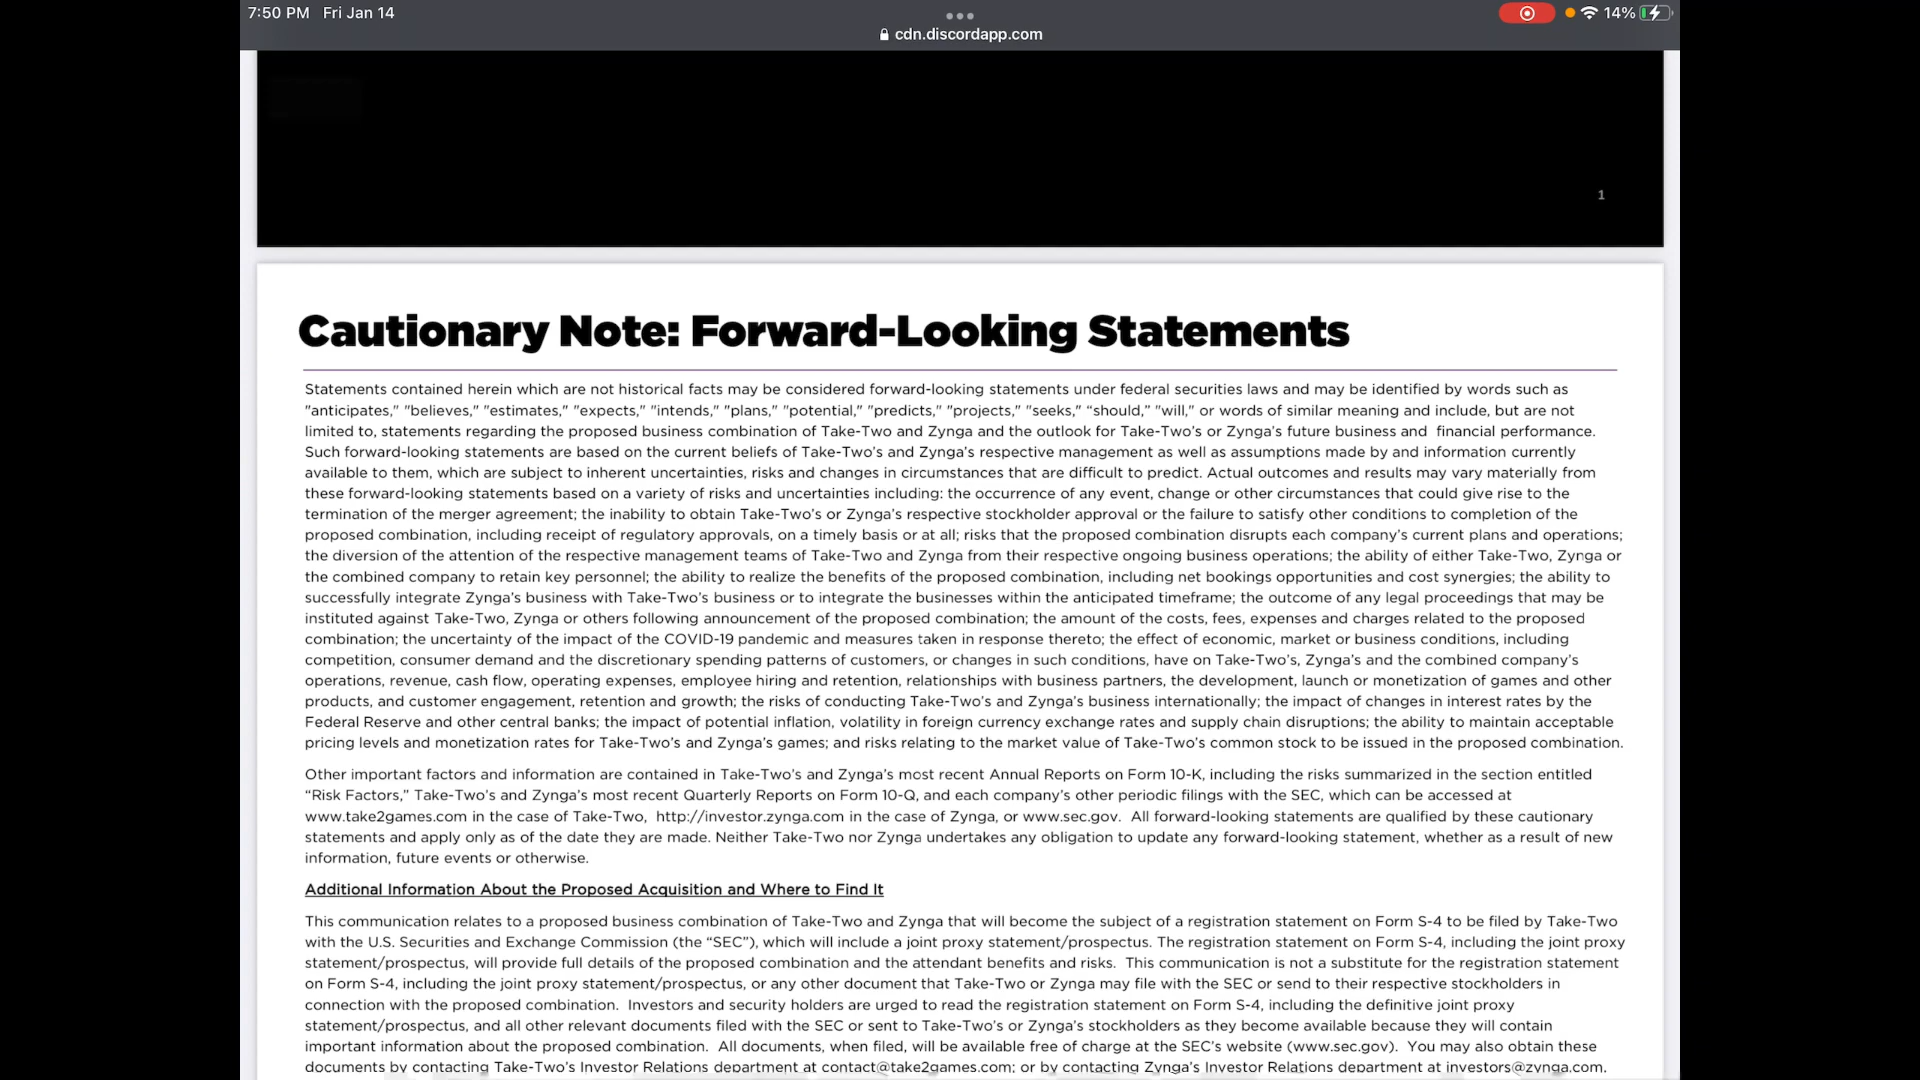 7:50 PM Fri Jan 14
14%
cdn.discordapp.com
1
Cautionary Note: Forward-Looking Statements
Statements contained herein which are not historical facts may be considered forward-looking statements under federal securities laws and may be identified by words such as
"anticipates," "believes," "estimates," "expects," "intends," "plans," "potential," "predicts," "projects," "seeks," “should,” "will," or words of similar meaning and include, but are not
limited to, statements regarding the proposed business combination of Take-Two and Zynga and the outlook for Take-Two’s or Zynga’s future business and  financial performance.
Such forward-looking statements are based on the current beliefs of Take-Two’s and Zynga’s respective management as well as assumptions made by and information currently
available to them, which are subject to inherent uncertainties, risks and changes in circumstances that are difficult to predict. Actual outcomes and results may vary materially from
these forward-looking statements based on a variety of risks and uncertainties including: the occurrence of any event, change or other circumstances that could give rise to the
termination of the merger agreement; the inability to obtain Take-Two’s or Zynga’s respective stockholder approval or the failure to satisfy other conditions to completion of the
proposed combination, including receipt of regulatory approvals, on a timely basis or at all; risks that the proposed combination disrupts each company’s current plans and operations;
the diversion of the attention of the respective management teams of Take-Two and Zynga from their respective ongoing business operations; the ability of either Take-Two, Zynga or
the combined company to retain key personnel; the ability to realize the benefits of the proposed combination, including net bookings opportunities and cost synergies; the ability to
successfully integrate Zynga’s business with Take-Two’s business or to integrate the businesses within the anticipated timeframe; the outcome of any legal proceedings that may be
instituted against Take-Two, Zynga or others following announcement of the proposed combination; the amount of the costs, fees, expenses and charges related to the proposed
combination; the uncertainty of the impact of the COVID-19 pandemic and measures taken in response thereto; the effect of economic, market or business conditions, including
competition, consumer demand and the discretionary spending patterns of customers, or changes in such conditions, have on Take-Two’s, Zynga’s and the combined company’s
operations, revenue, cash flow, operating expenses, employee hiring and retention, relationships with business partners, the development, launch or monetization of games and other
products, and customer engagement, retention and growth; the risks of conducting Take-Two’s and Zynga’s business internationally; the impact of changes in interest rates by the
Federal Reserve and other central banks; the impact of potential inflation, volatility in foreign currency exchange rates and supply chain disruptions; the ability to maintain acceptable
pricing levels and monetization rates for Take-Two’s and Zynga’s games; and risks relating to the market value of Take-Two’s common stock to be issued in the proposed combination.
Other important factors and information are contained in Take-Two’s and Zynga’s most recent Annual Reports on Form 10-K, including the risks summarized in the section entitled
“Risk Factors,” Take-Two’s and Zynga’s most recent Quarterly Reports on Form 10-Q, and each company’s other periodic filings with the SEC, which can be accessed at
www.take2games.com in the case of Take-Two,  http://investor.zynga.com in the case of Zynga, or www.sec.gov.  All forward-looking statements are qualified by these cautionary
statements and apply only as of the date they are made. Neither Take-Two nor Zynga undertakes any obligation to update any forward-looking statement, whether as a result of new
information, future events or otherwise.
Additional Information About the Proposed Acquisition and Where to Find It
This communication relates to a proposed business combination of Take-Two and Zynga that will become the subject of a registration statement on Form S-4 to be filed by Take-Two
with the U.S. Securities and Exchange Commission (the “SEC”), which will include a joint proxy statement/prospectus. The registration statement on Form S-4, including the joint proxy
statement/prospectus, will provide full details of the proposed combination and the attendant benefits and risks.  This communication is not a substitute for the registration statement
on Form S-4, including the joint proxy statement/prospectus, or any other document that Take-Two or Zynga may file with the SEC or send to their respective stockholders in
connection with the proposed combination.  Investors and security holders are urged to read the registration statement on Form S-4, including the definitive joint proxy
statement/prospectus, and all other relevant documents filed with the SEC or sent to Take-Two’s or Zynga’s stockholders as they become available because they will contain
important information about the proposed combination.  All documents, when filed, will be available free of charge at the SEC’s website (www.sec.gov).  You may also obtain these
documents by contacting Take-Two’s Investor Relations department at contact@take2games.com; or by contacting Zynga’s Investor Relations department at investors@zynga.com.